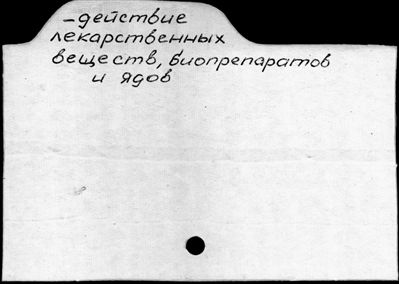 -действие
лекарственных
веществ, биопрепаратов
и ядов